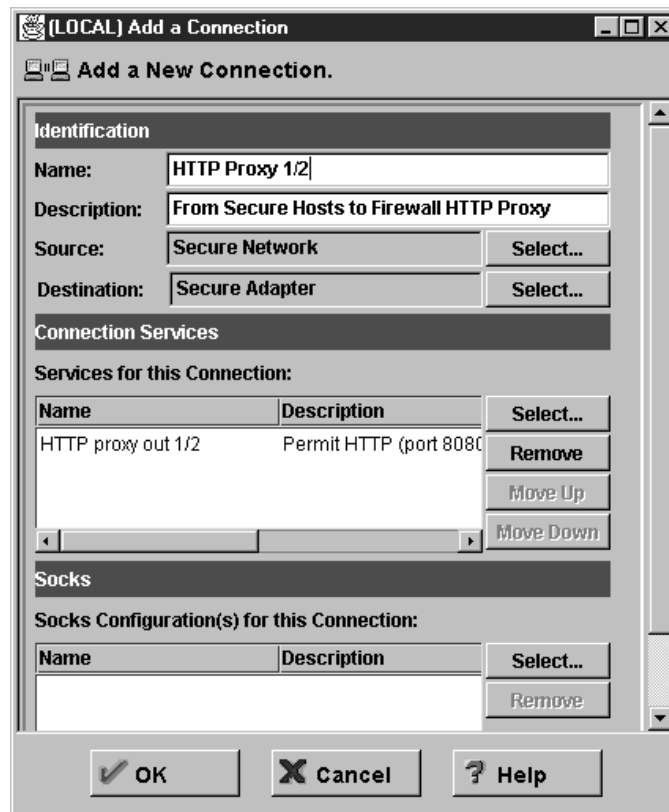 (LOCAL) Add a Connection
Add a New Connection.
Identification
Name: HTTP Proxy 1/2
Description: From Secure Hosts to Firewall HTTP Proxy
Source: Secure Network Select...
Destination: Secure Adapter Select...
Connection Services
Services for this Connection:
Name Description Select...
HTTP proxy out 1/2 Permit HTTP (port 8080 Remove
Move Up
Move Down
Socks
Socks Configuration(s) for this Connection:
Name Description Select...
Remove
OK Cancel Help